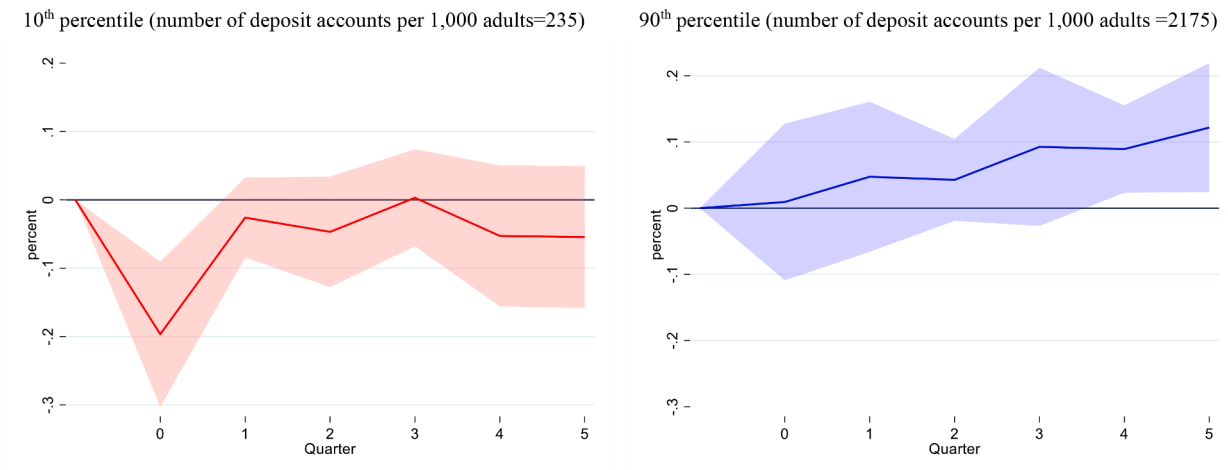 10th percentile (number of deposit accounts per 1,000 adults=235)
.2
.1
0
-.1
-.2
-.3
percent
0 1 2 3 4 5
Quarter
90th percentile (number of deposit accounts per 1,000 adults =2175)
.2
.1
0
-.1
-.2
-.3
percent
0 1 2 3 4 5
Quarter